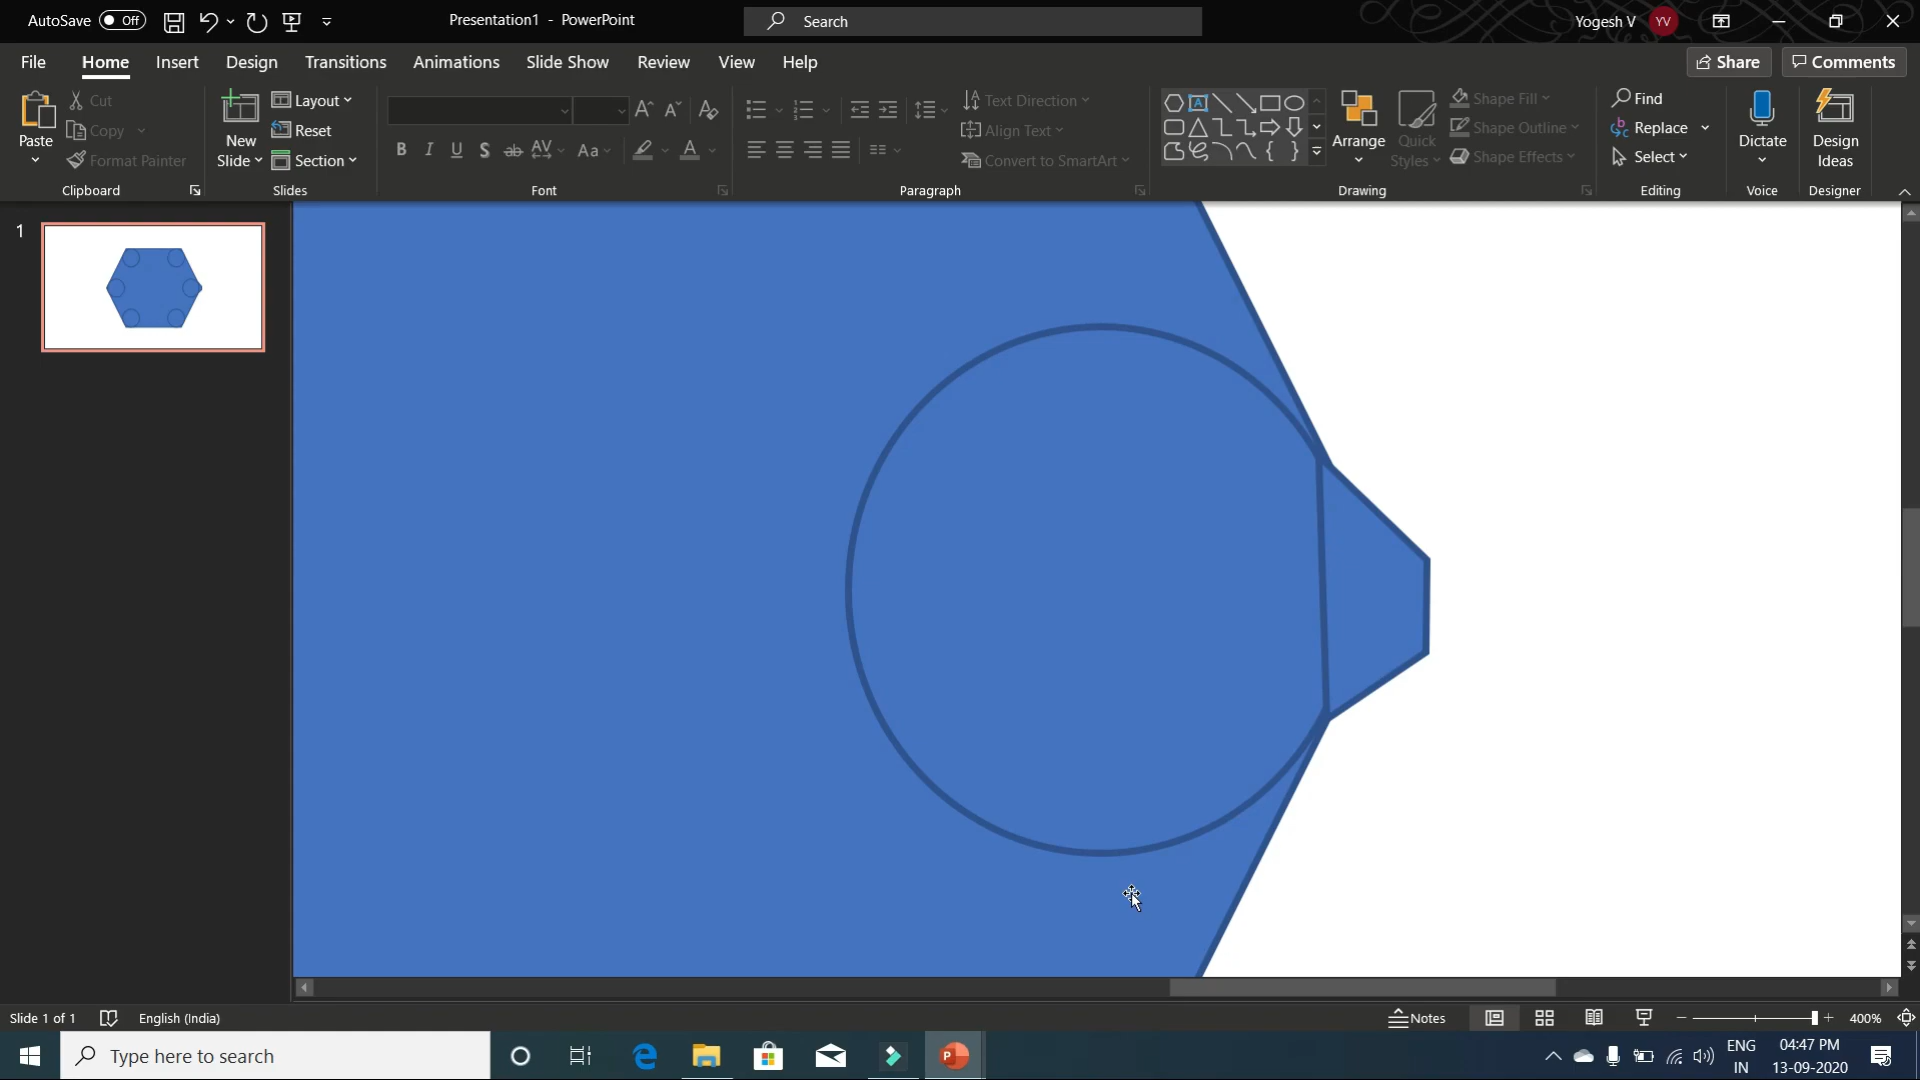 AutoSave Off
Presentation1 - PowerPoint
Search
Yogesh V YV
File Home Insert Design Transitions Animations Slide Show Review View Help
Share Comments
Paste
Cut
Copy
Format Painter
Clipboard
New
Slide
Layout
Reset
Section
Slides
B I U S ab AV Aa A
Font
Text Direction
Align Text
Convert to SmartArt
Paragraph
Arrange
Quick
Styles
Shape Fill
Shape Outline
Shape Effects
Drawing
Find
Replace
Select
Editing
Dictate
Voice
Design
Ideas
Designer
1
Slide 1 of 1 English (India)
Notes 400%
Type here to search
ENG
IN
04:47 PM
13-09-2020